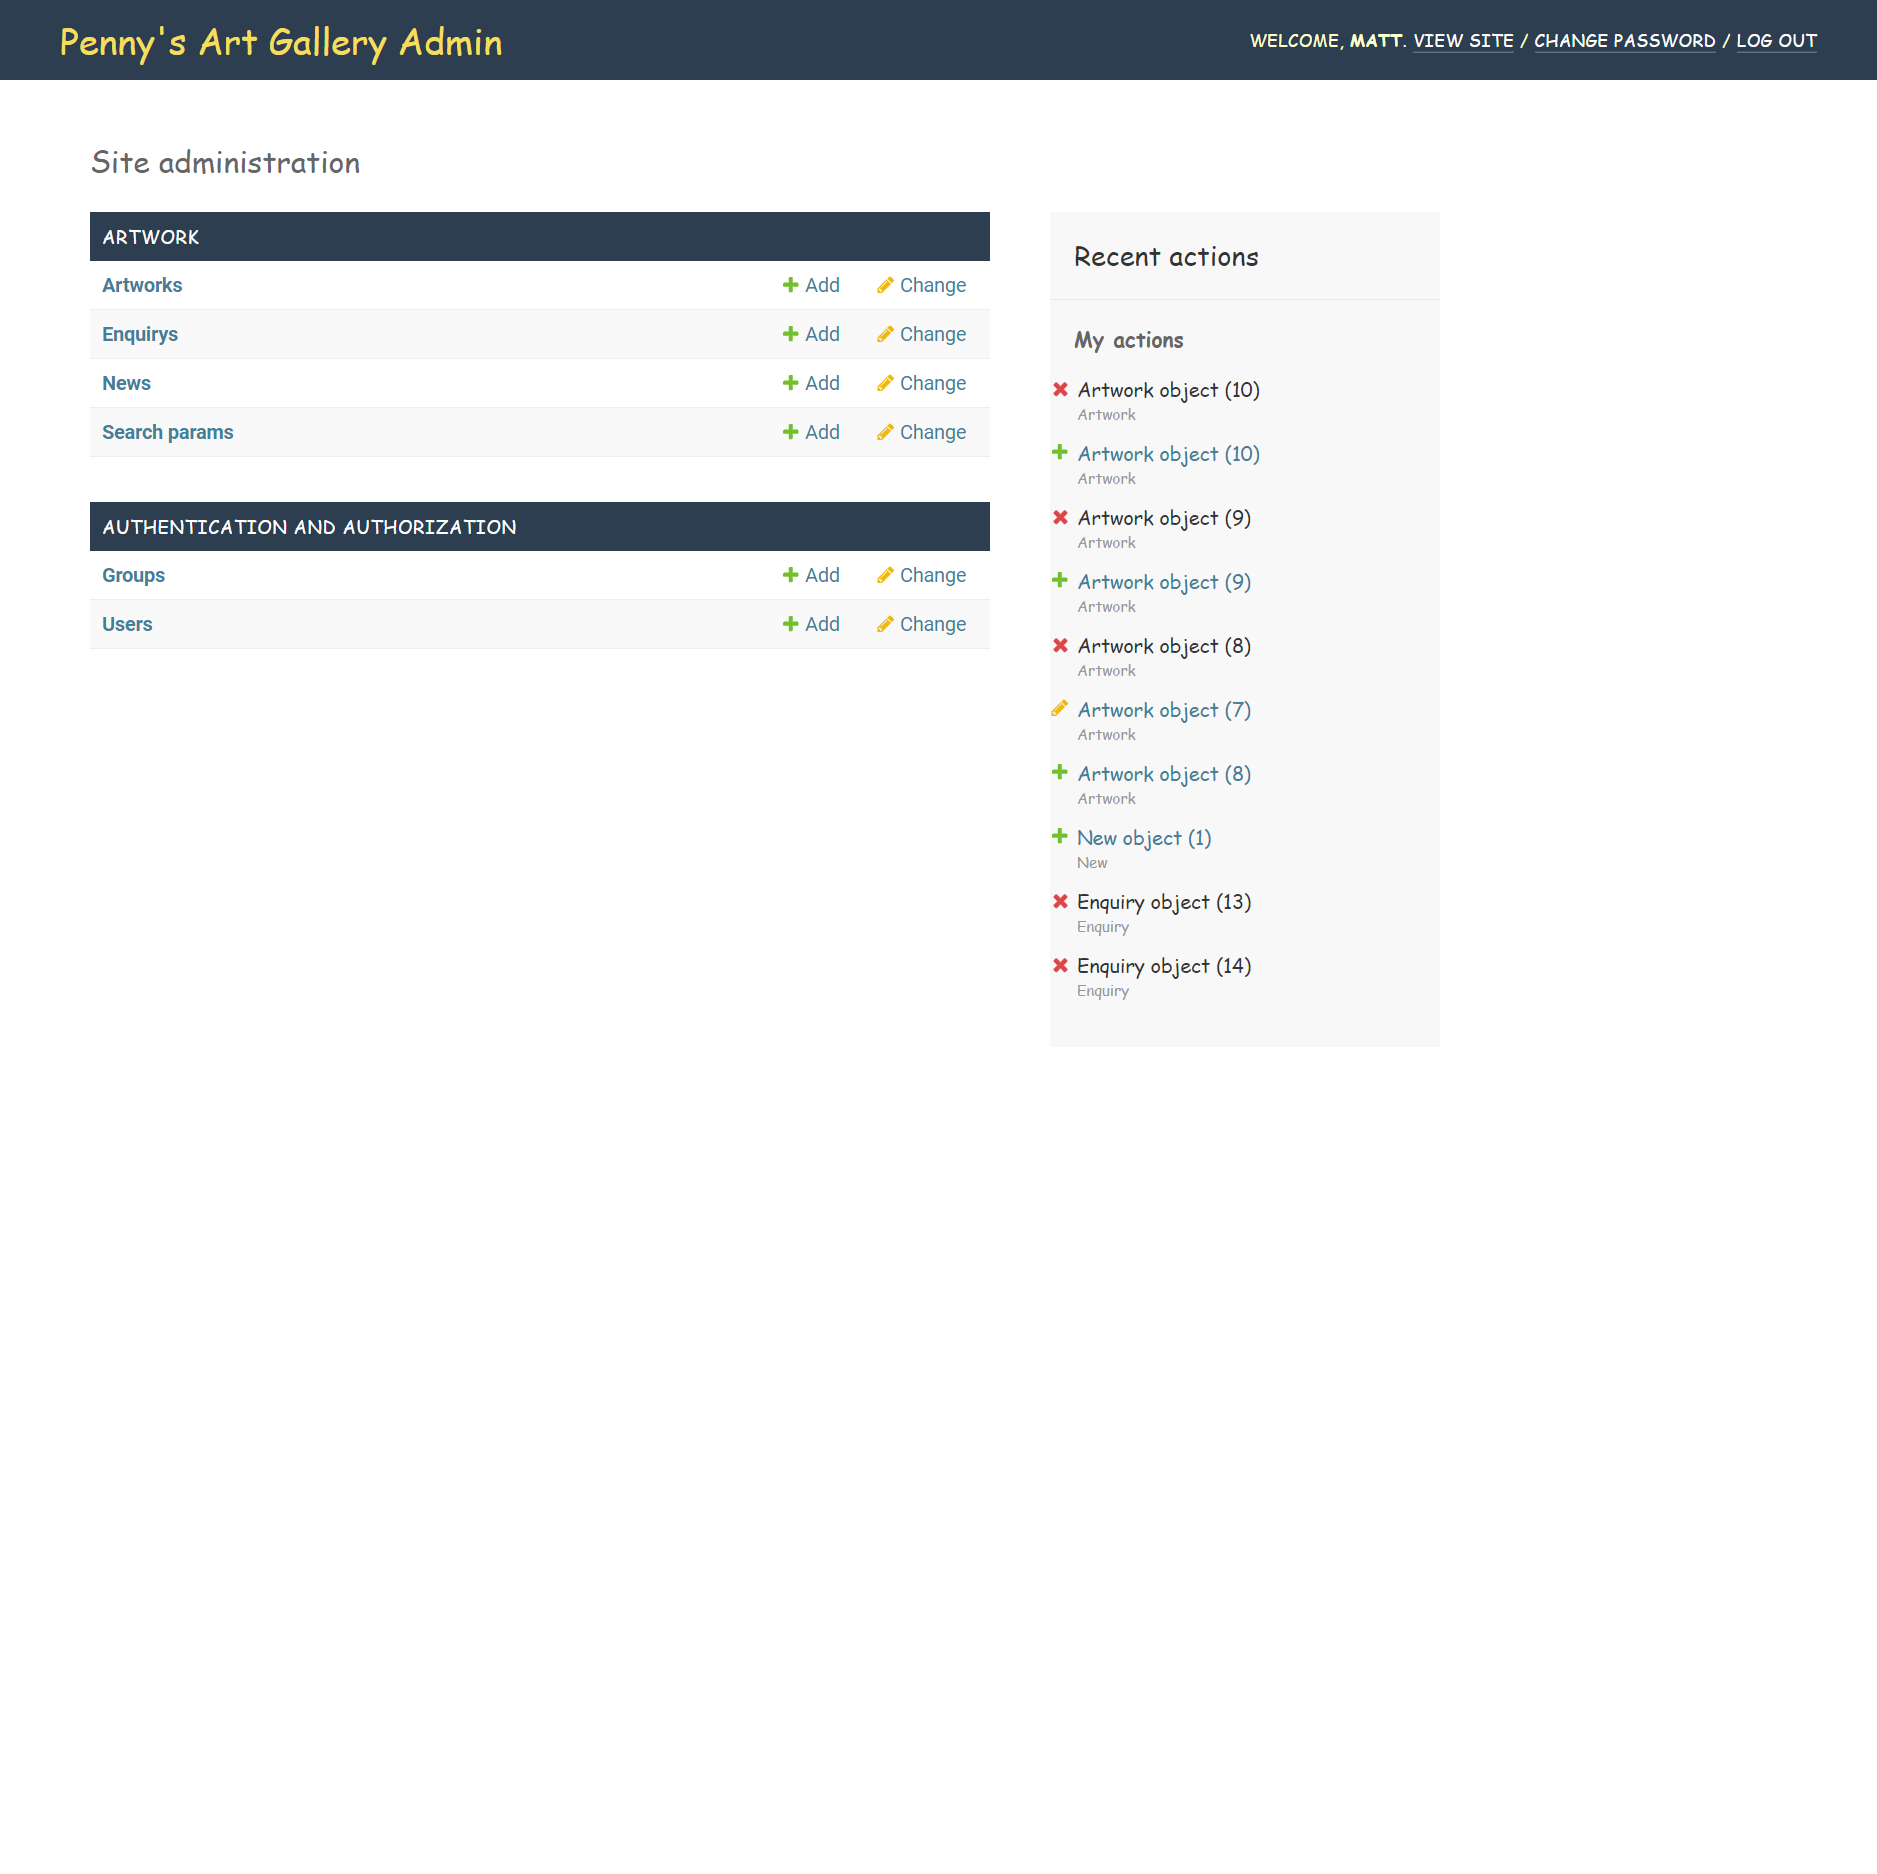 Penny's Art Gallery Admin
WELCOME, MATT. VIEW SITE / CHANGE PASSWORD / LOG OUT
Site administration
ARTWORK
Artworks Add Change
Enquirys Add Change
News Add Change
Search params Add Change
AUTHENTICATION AND AUTHORIZATION
Groups Add Change
Users Add Change
Recent actions
My actions
Artwork object (10)
Artwork
Artwork object (10)
Artwork
Artwork object (9)
Artwork
Artwork object (9)
Artwork
Artwork object (8)
Artwork
Artwork object (7)
Artwork
Artwork object (8)
Artwork
New object (1)
New
Enquiry object (13)
Enquiry
Enquiry object (14)
Enquiry